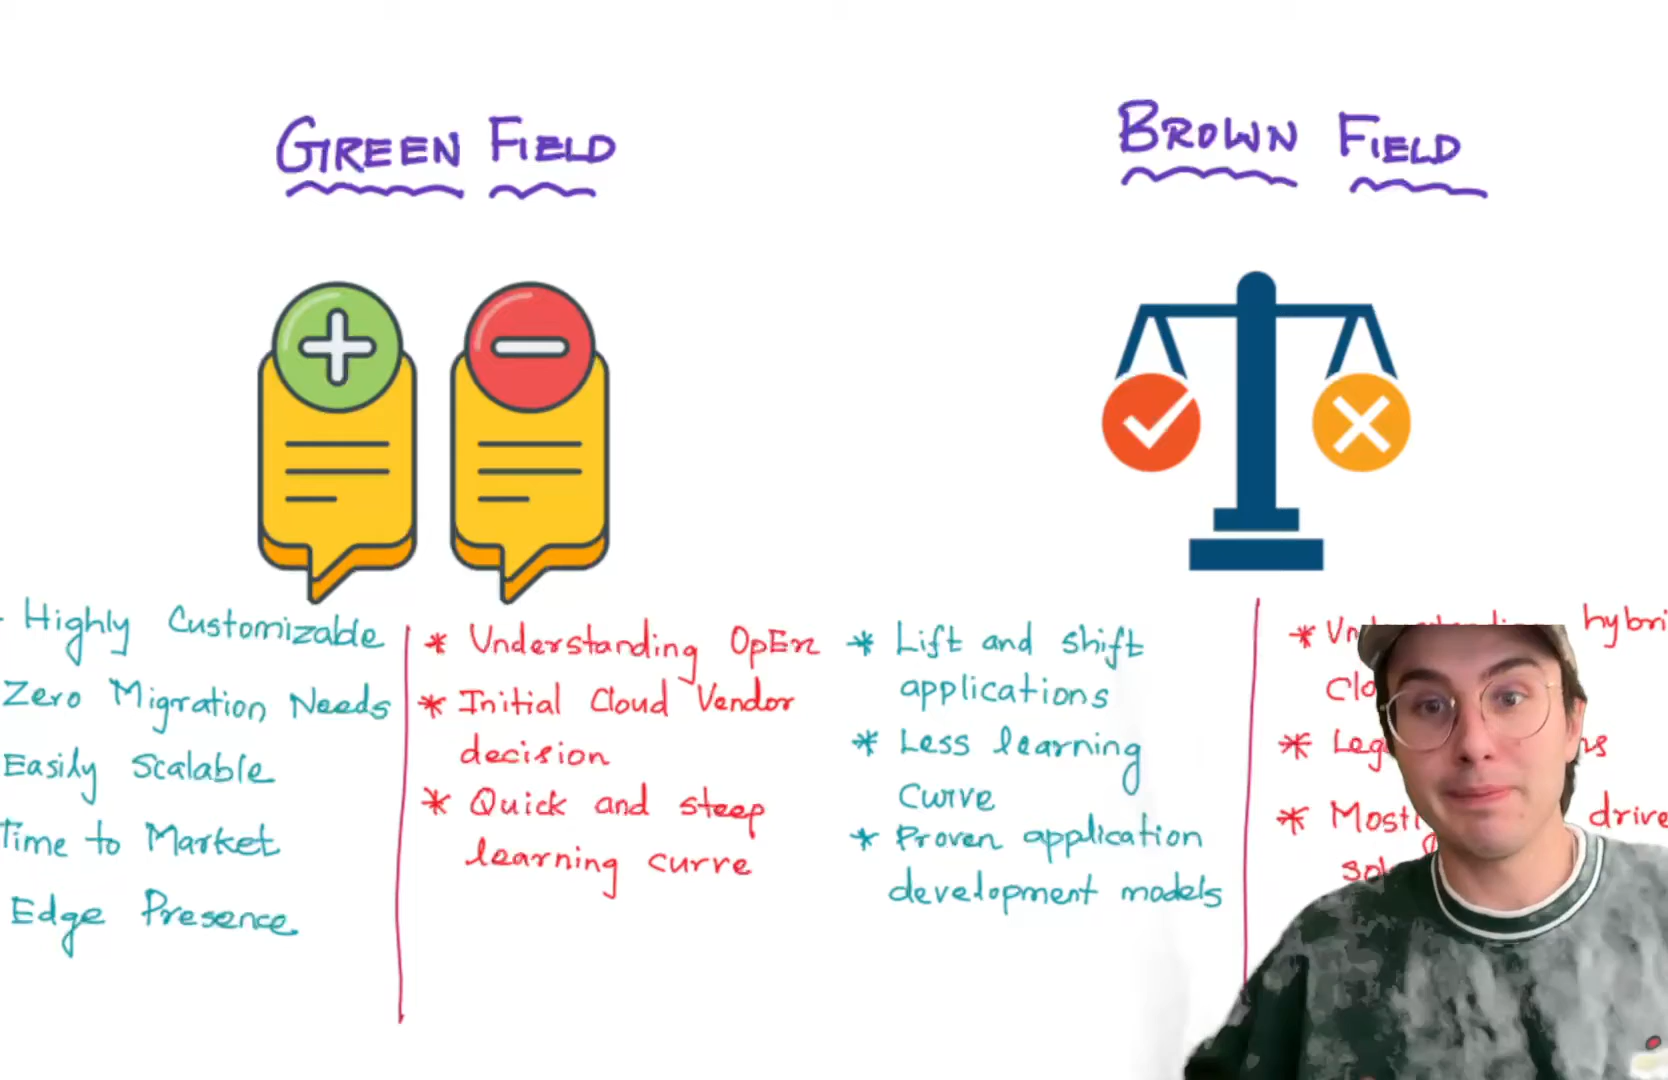 GREEN FIELD
BROWN FIELD
Highly Customizable
Zero Migration Needs
Easily Scalable
Time to Market
Edge Presence
* Understanding OpEx
* Initial Cloud Vendor
decision
* Quick and steep
learning curve
* Lift and shift
applications
* Less learning
curve
* Proven application
development models
* hybri
Clo
* Leg
* Most drive